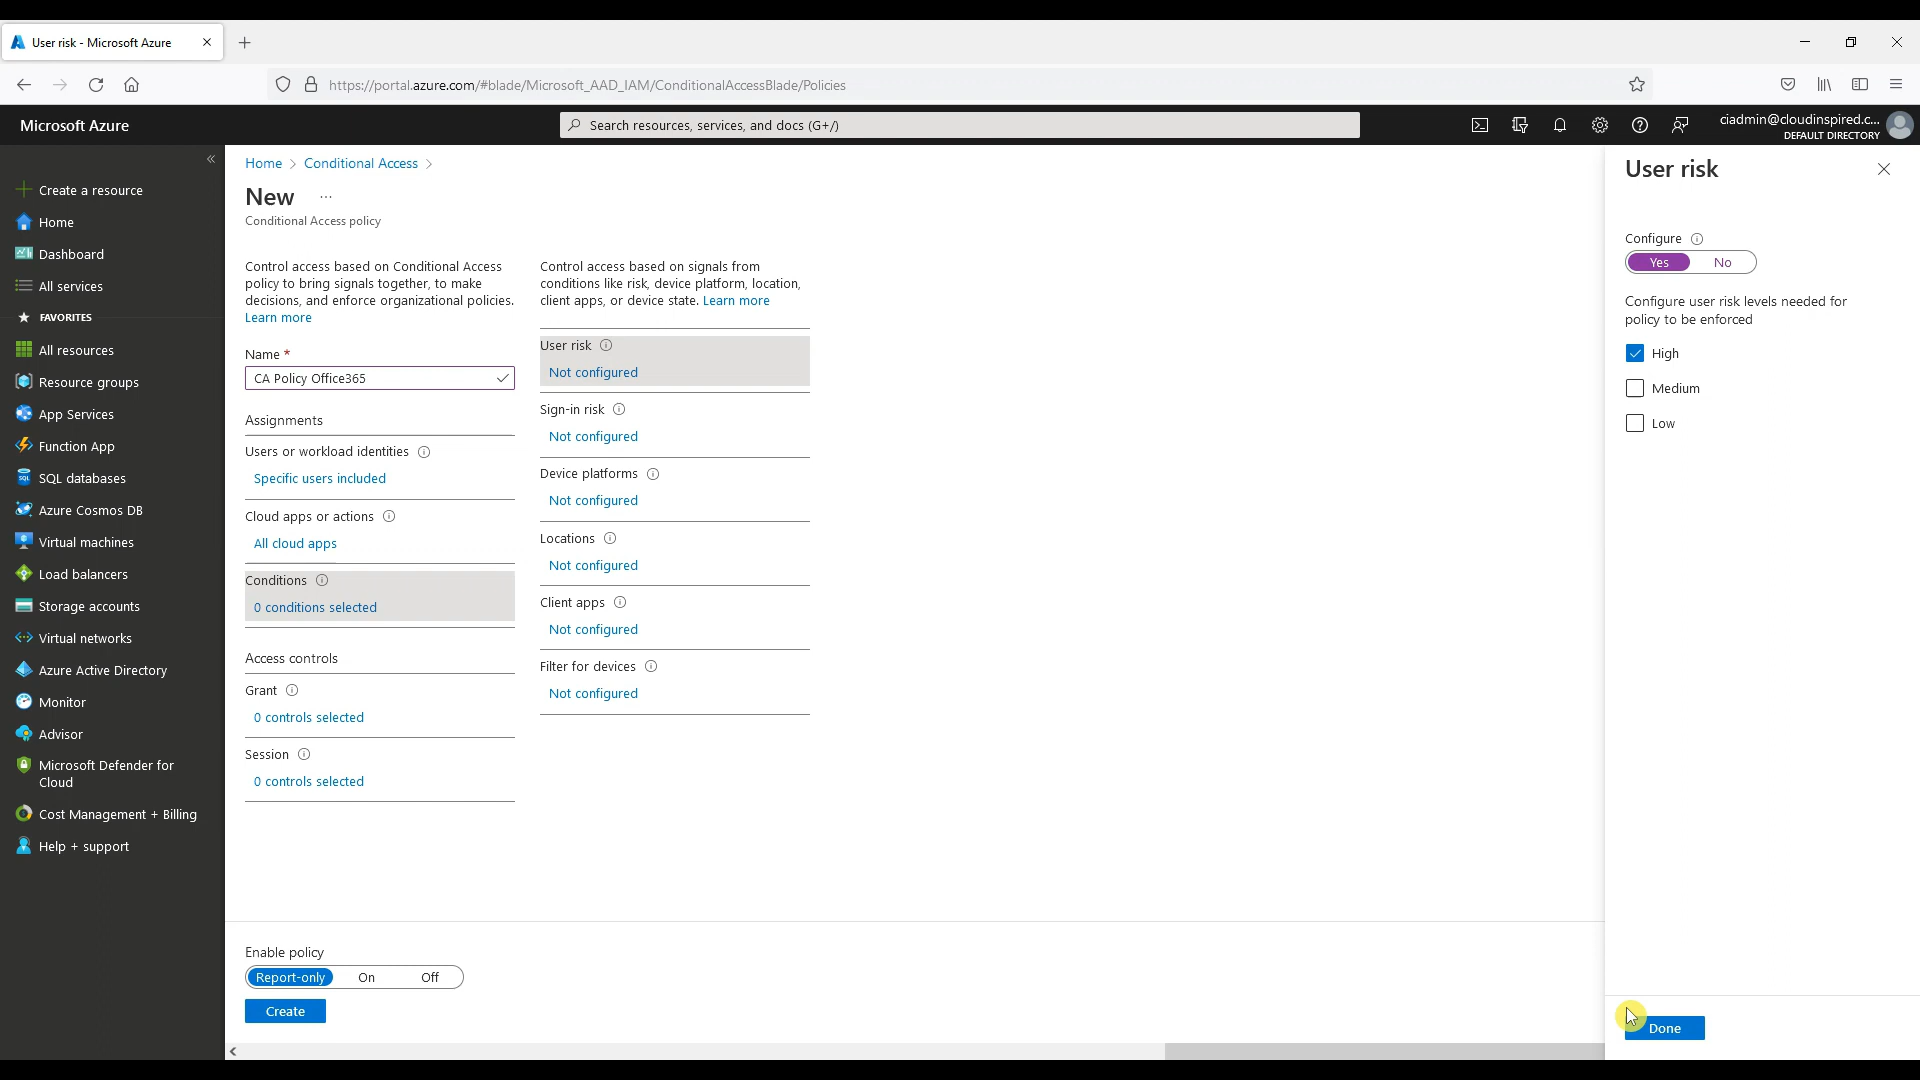 User risk - Microsoft Azure
https://portal.azure.com/#blade/Microsoft_AAD_IAM/ConditionalAccessBlade/Policies
Microsoft Azure
Search resources, services, and docs (G+/)
ciadmin@cloudinspired.c...
DEFAULT DIRECTORY
Create a resource
Home
Dashboard
All services
FAVORITES
All resources
Resource groups
App Services
Function App
SQL databases
Azure Cosmos DB
Virtual machines
Load balancers
Storage accounts
Virtual networks
Azure Active Directory
Monitor
Advisor
Microsoft Defender for
Cloud
Cost Management + Billing
Help + support
Home > Conditional Access >
New ...
Conditional Access policy
Control access based on Conditional Access
policy to bring signals together, to make
decisions, and enforce organizational policies.
Learn more
Name *
CA Policy Office365
Assignments
Users or workload identities
Specific users included
Cloud apps or actions
All cloud apps
Conditions
0 conditions selected
Access controls
Grant
0 controls selected
Session
0 controls selected
Control access based on signals from
conditions like risk, device platform, location,
client apps, or device state. Learn more
User risk
Not configured
Sign-in risk
Not configured
Device platforms
Not configured
Locations
Not configured
Client apps
Not configured
Filter for devices
Not configured
Enable policy
Report-only On Off
Create
User risk
Configure
Yes No
Configure user risk levels needed for
policy to be enforced
High
Medium
Low
Done